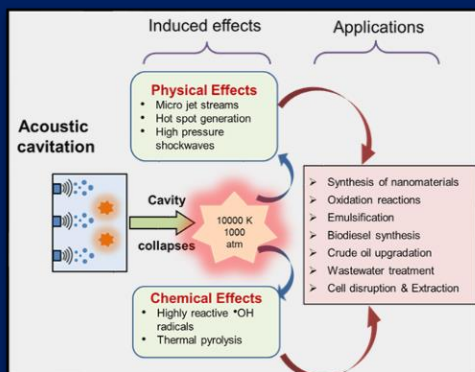 Induced effects
Applications
Physical Effects
• Micro jet streams
• Hot spot generation
• High pressure
shockwaves
Acoustic
cavitation
Cavity
collapses
10000 K
1000
atm
Chemical Effects
• Highly reactive •OH
radicals
• Thermal pyrolysis
➢ Synthesis of nanomaterials
➢ Oxidation reactions
➢ Emulsification
➢ Biodiesel synthesis
➢ Crude oil upgradation
➢ Wastewater treatment
➢ Cell disruption & Extraction